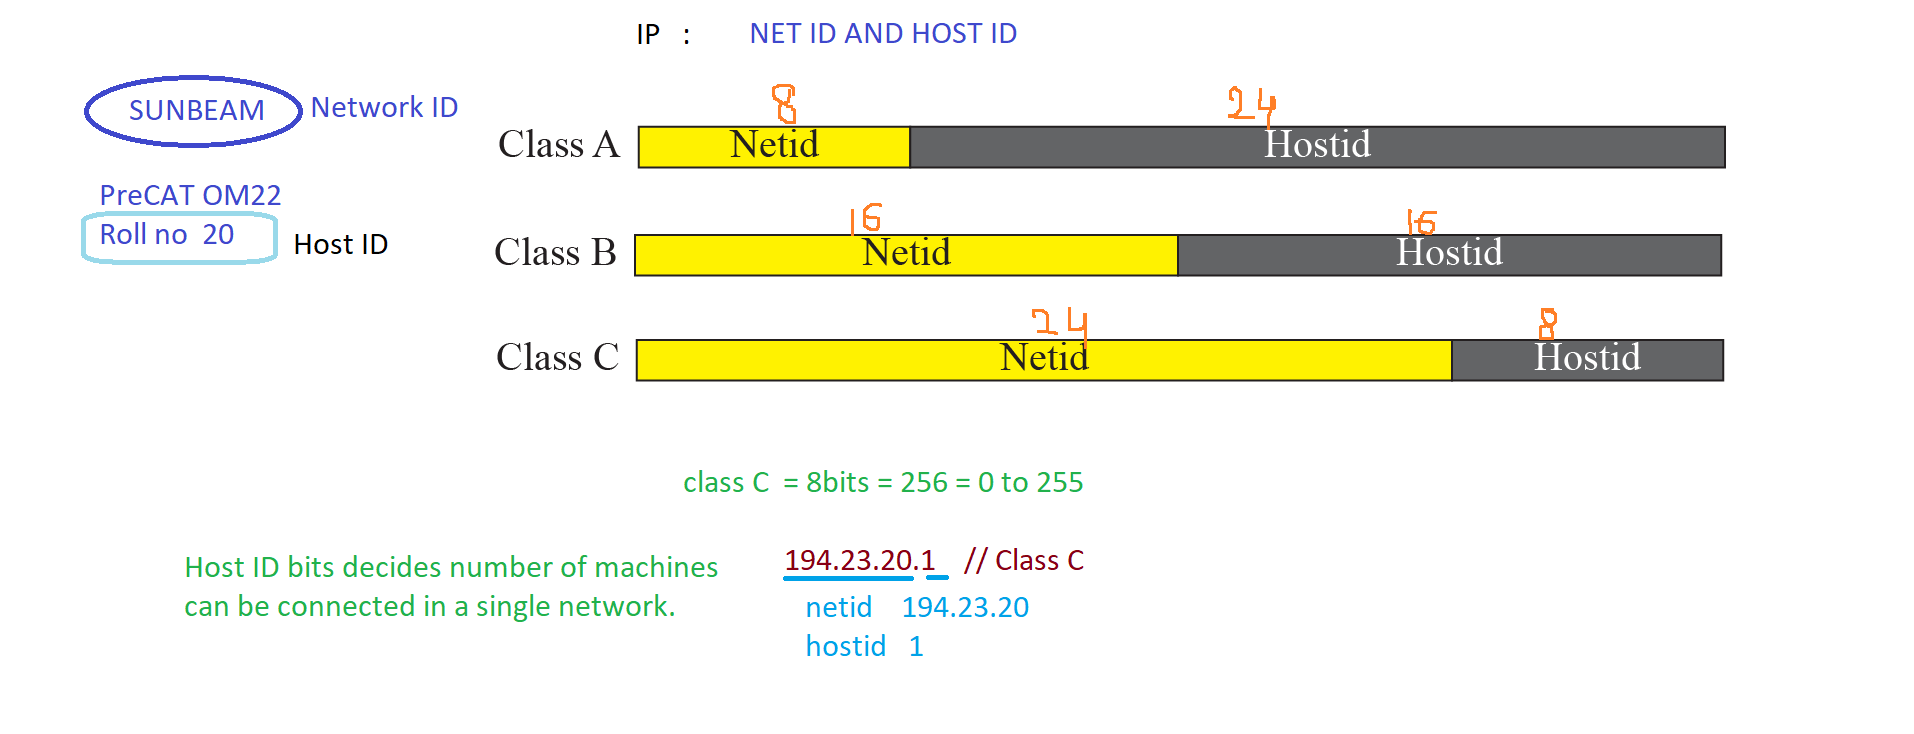 IP : NET ID AND HOST ID
SUNBEAM Network ID
8 24
Class A Netid Hostid
PreCAT OM22
Roll no 20 Host ID
16 16
Class B Netid Hostid
24 8
Class C Netid Hostid
class C = 8bits = 256 = 0 to 255
Host ID bits decides number of machines
can be connected in a single network.
194.23.20.1 // Class C
netid 194.23.20
hostid 1